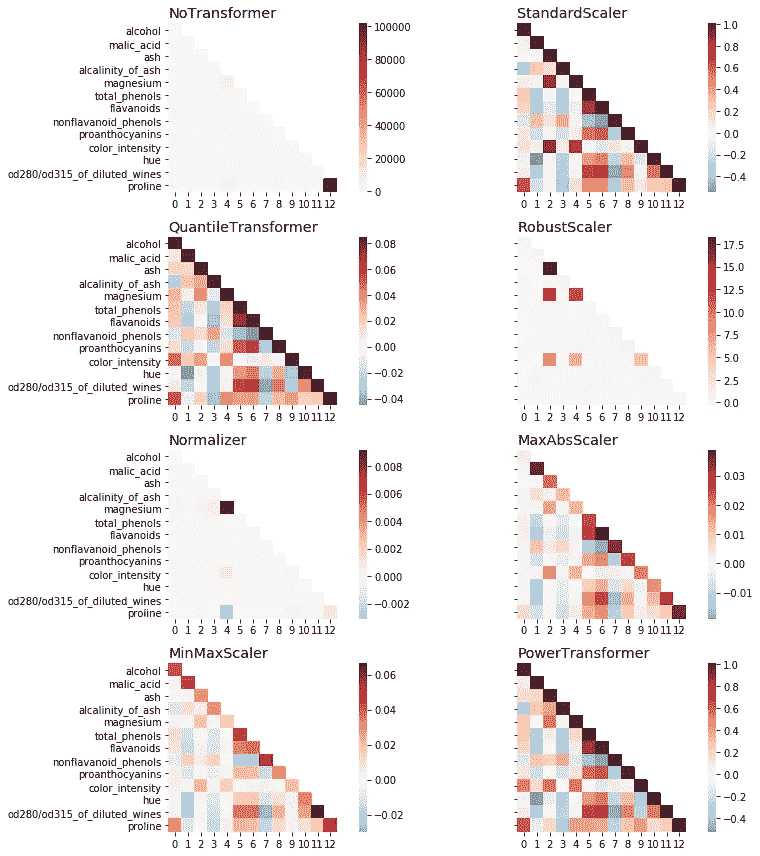 NoTransformer
alcohol
malic_acid
ash
alcalinity_of_ash
magnesium
total_phenols
flavanoids
nonflavanoid_phenols
proanthocyanins
color_intensity
hue
od280/od315_of_diluted_wines
proline
0 1 2 3 4 5 6 7 8 9 10 11 12
100000
80000
60000
40000
20000
0
StandardScaler
0 1 2 3 4 5 6 7 8 9 10 11 12
1.0
0.8
0.6
0.4
0.2
0.0
−0.2
−0.4
QuantileTransformer
alcohol
malic_acid
ash
alcalinity_of_ash
magnesium
total_phenols
flavanoids
nonflavanoid_phenols
proanthocyanins
color_intensity
hue
od280/od315_of_diluted_wines
proline
0 1 2 3 4 5 6 7 8 9 10 11 12
0.08
0.06
0.04
0.02
0.00
−0.02
−0.04
RobustScaler
0 1 2 3 4 5 6 7 8 9 10 11 12
17.5
15.0
12.5
10.0
7.5
5.0
2.5
0.0
Normalizer
alcohol
malic_acid
ash
alcalinity_of_ash
magnesium
total_phenols
flavanoids
nonflavanoid_phenols
proanthocyanins
color_intensity
hue
od280/od315_of_diluted_wines
proline
0 1 2 3 4 5 6 7 8 9 10 11 12
0.008
0.006
0.004
0.002
0.000
−0.002
MaxAbsScaler
0 1 2 3 4 5 6 7 8 9 10 11 12
0.03
0.02
0.01
0.00
−0.01
MinMaxScaler
alcohol
malic_acid
ash
alcalinity_of_ash
magnesium
total_phenols
flavanoids
nonflavanoid_phenols
proanthocyanins
color_intensity
hue
od280/od315_of_diluted_wines
proline
0 1 2 3 4 5 6 7 8 9 10 11 12
0.06
0.04
0.02
0.00
−0.02
PowerTransformer
0 1 2 3 4 5 6 7 8 9 10 11 12
1.0
0.8
0.6
0.4
0.2
0.0
−0.2
−0.4